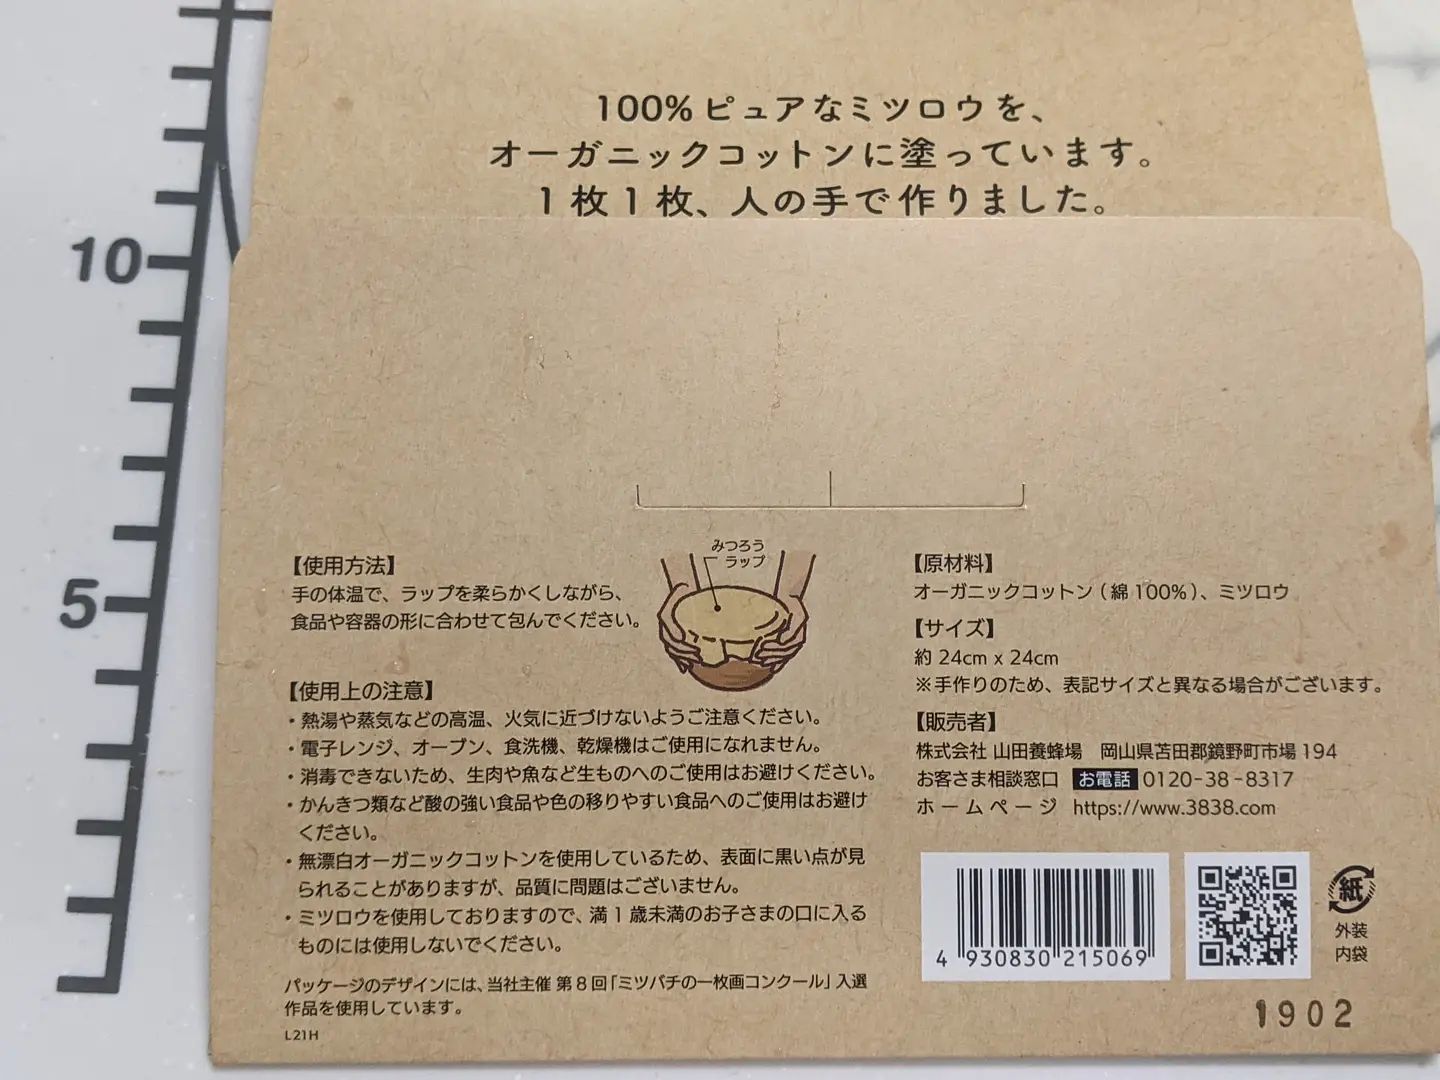 10
5
100%ピュアなミツロウを、
オーガニックコットンに塗っています。
1枚1枚、人の手で作りました。
【使用方法】
手の体温で、ラップを柔らかくしながら、
食品や容器の形に合わせて包んでください。
みつろう
ラップ
【使用上の注意】
・熱湯や蒸気などの高温、火気に近づけないようご注意ください。
・電子レンジ、オーブン、食洗機、乾燥機はご使用になれません。
・消毒できないため、生肉や魚など生ものへのご使用はお避けください。
・かんきつ類など酸の強い食品や色の移りやすい食品へのご使用はお避け
ください。
・無漂白オーガニックコットンを使用しているため、表面に黒い点が見
られることがありますが、品質に問題はございません。
・ミツロウを使用しておりますので、満1歳未満のお子さまの口に入る
ものには使用しないでください。
パッケージのデザインには、当社主催 第8回「ミツバチの一枚画コンクール」入選
作品を使用しています。
L21H
【原材料】
オーガニックコットン（綿100%）、ミツロウ
【サイズ】
約 24cm x 24cm
※手作りのため、表記サイズと異なる場合がございます。
【販売者】
株式会社 山田養蜂場 岡山県苫田郡鏡野町市場194
お客さま相談窓口 お電話 0120-38-8317
ホームページ https://www.3838.com
4 930830 215069
紙
外装
内袋
1902